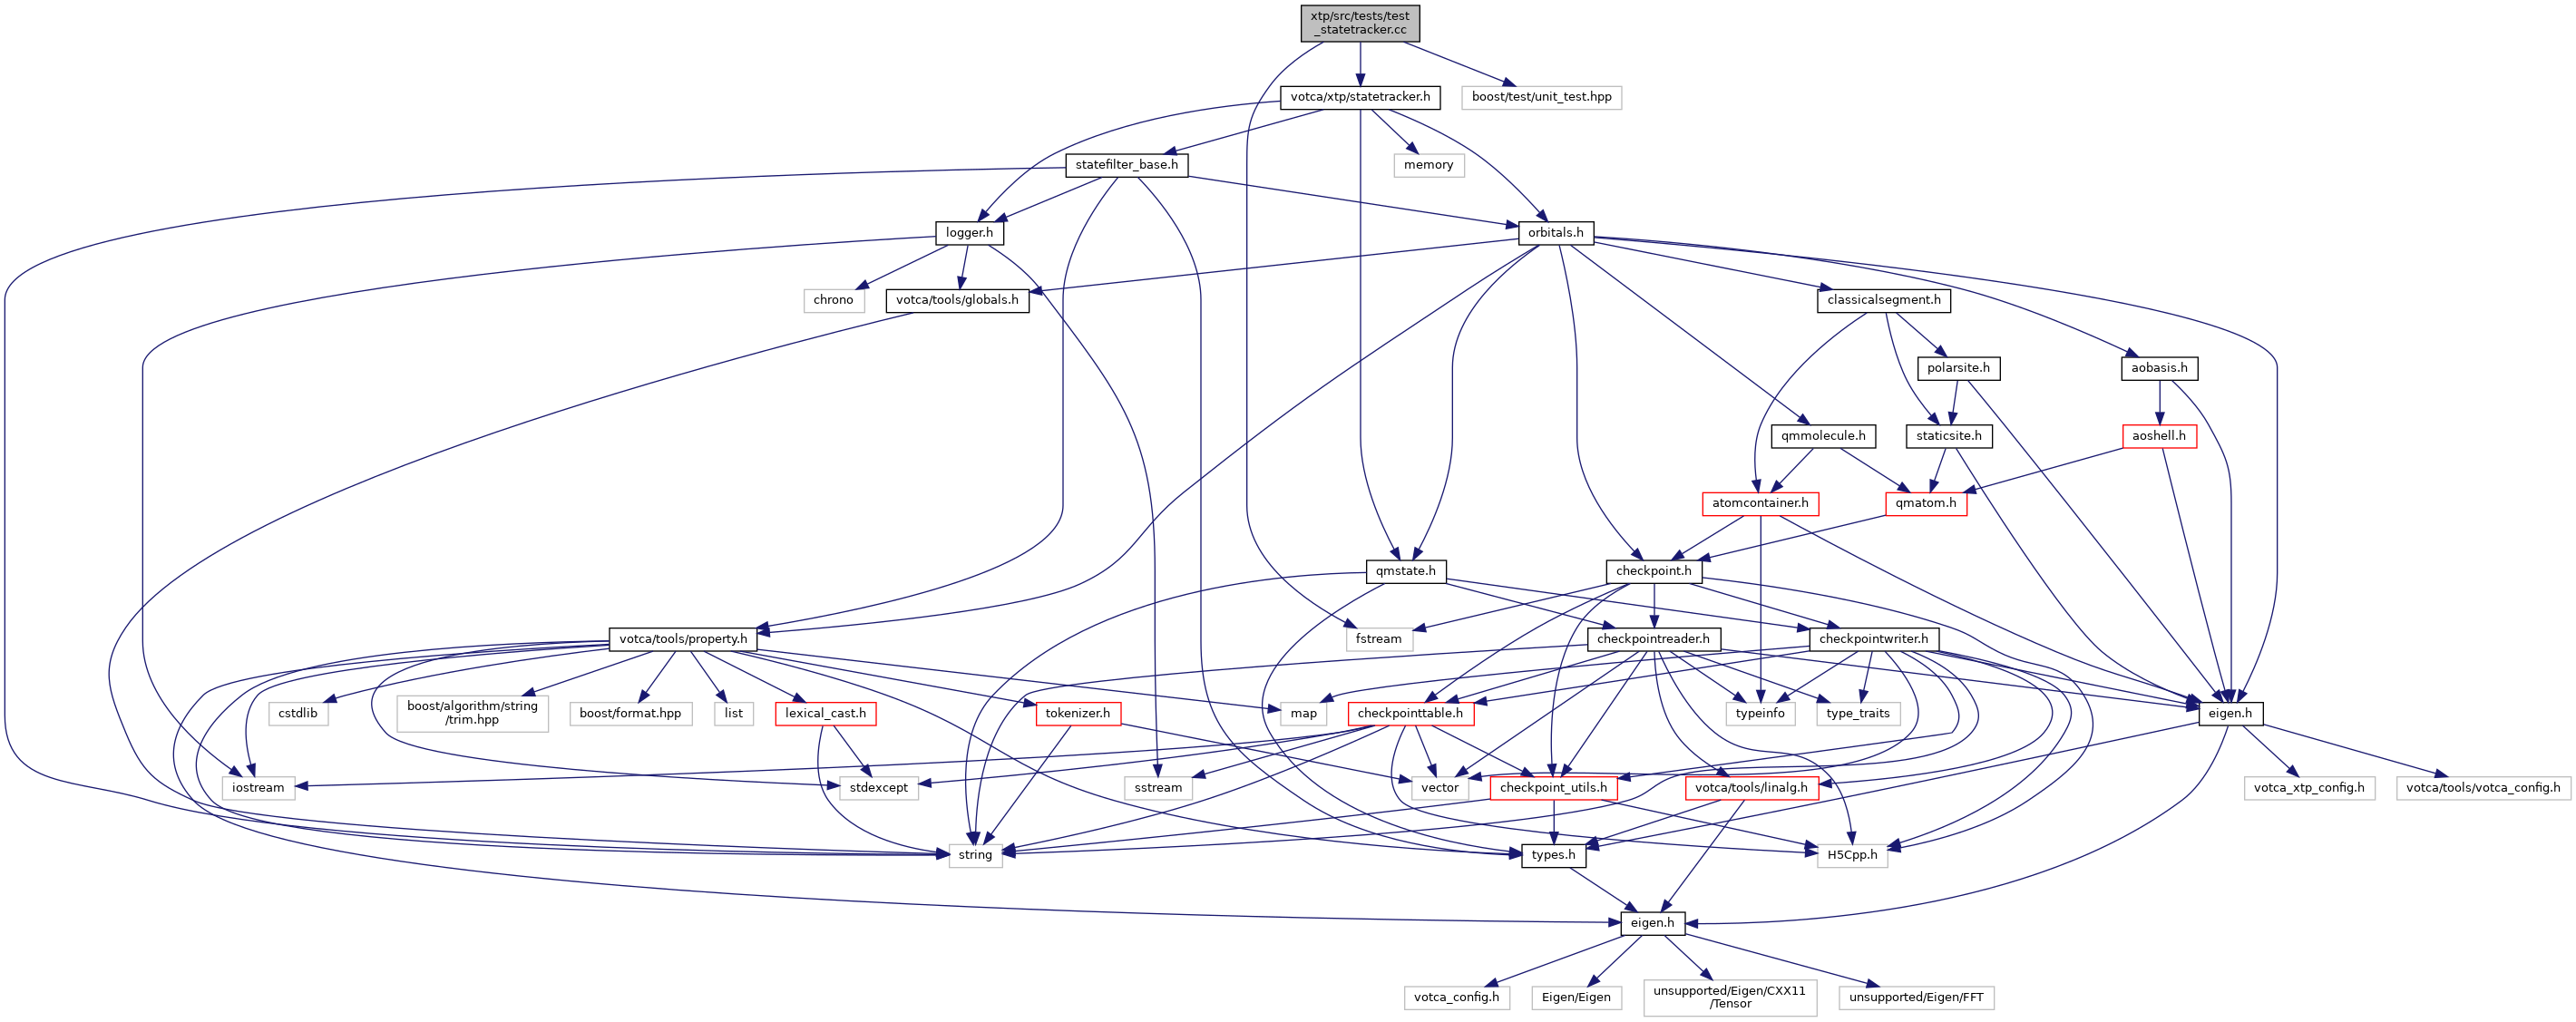 xtp/src/tests/test
_statetracker.cc
votca/xtp/statetracker.h
boost/test/unit_test.hpp
statefilter_base.h
memory
logger.h
orbitals.h
chrono
votca/tools/globals.h
classicalsegment.h
polarsite.h
aobasis.h
qmmolecule.h
staticsite.h
aoshell.h
atomcontainer.h
qmatom.h
qmstate.h
checkpoint.h
votca/tools/property.h
fstream
checkpointreader.h
checkpointwriter.h
cstdlib
boost/algorithm/string
/trim.hpp
boost/format.hpp
list
lexical_cast.h
tokenizer.h
map
checkpointtable.h
typeinfo
type_traits
eigen.h
iostream
stdexcept
sstream
vector
checkpoint_utils.h
votca/tools/linalg.h
votca_xtp_config.h
votca/tools/votca_config.h
string
types.h
H5Cpp.h
eigen.h
votca_config.h
Eigen/Eigen
unsupported/Eigen/CXX11
/Tensor
unsupported/Eigen/FFT